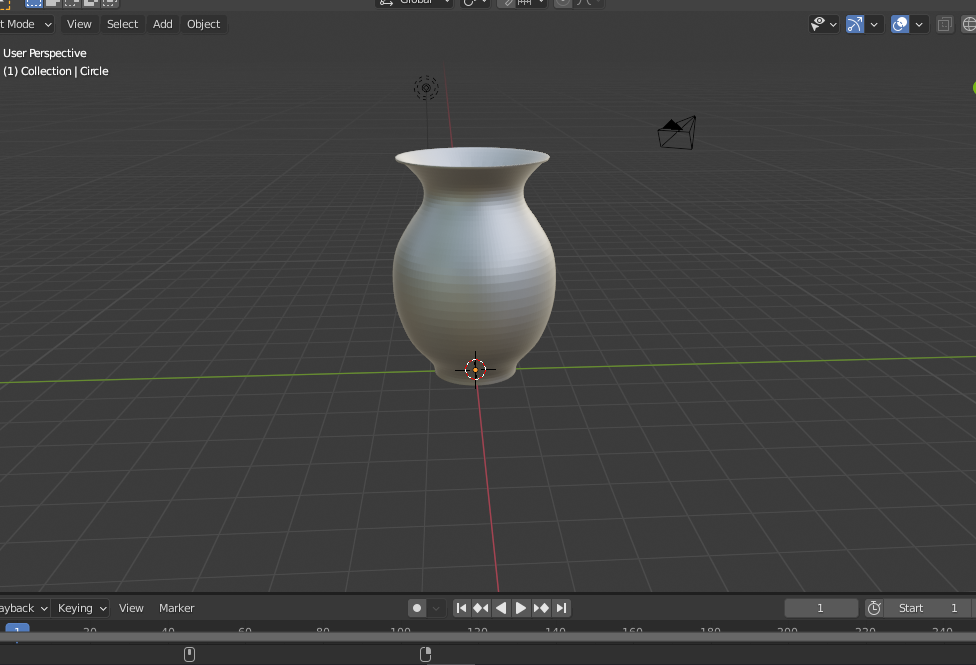 Global
t Mode View Select Add Object
User Perspective
(1) Collection | Circle
ayback Keying View Marker 1 Start 1
1 20 40 60 80 100 120 140 160 180 200 220 240